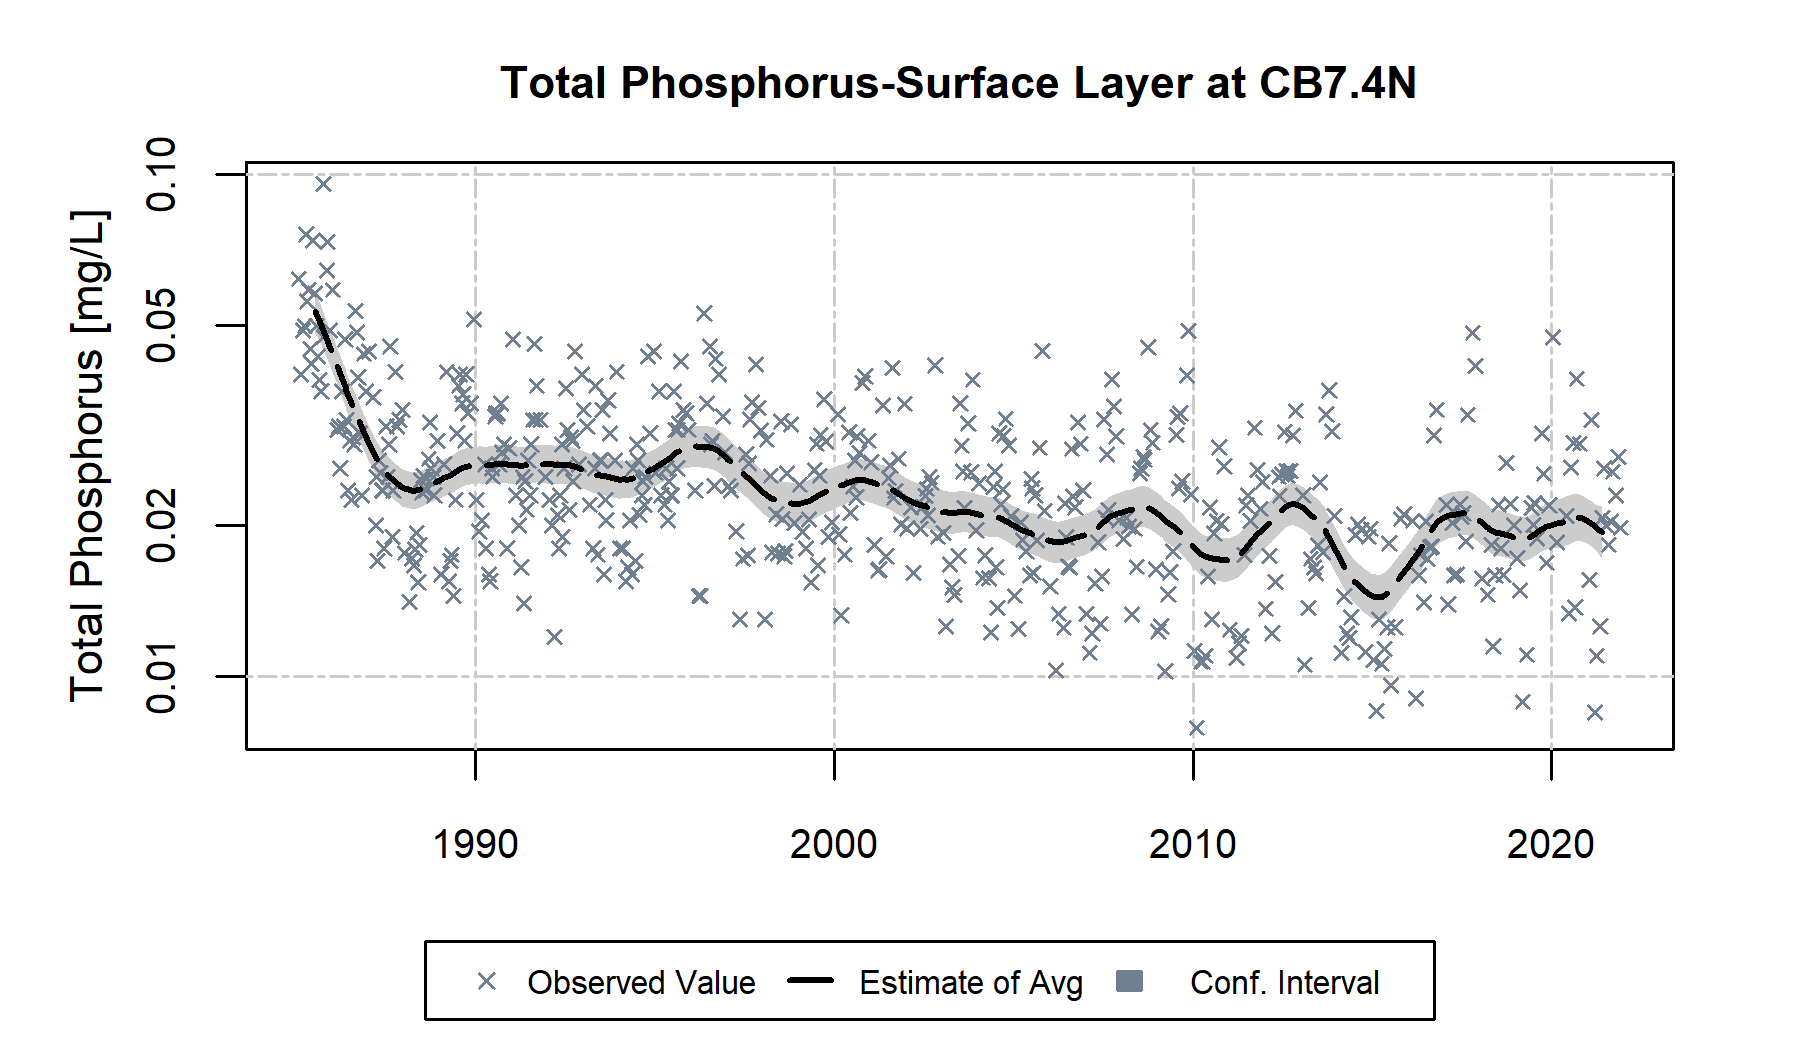 Total Phosphorus-Surface Layer at CB7.4N
Total Phosphorus [mg/L]
0.10
0.05
0.02
0.01
1990 2000 2010 2020
Observed Value Estimate of Avg Conf. Interval